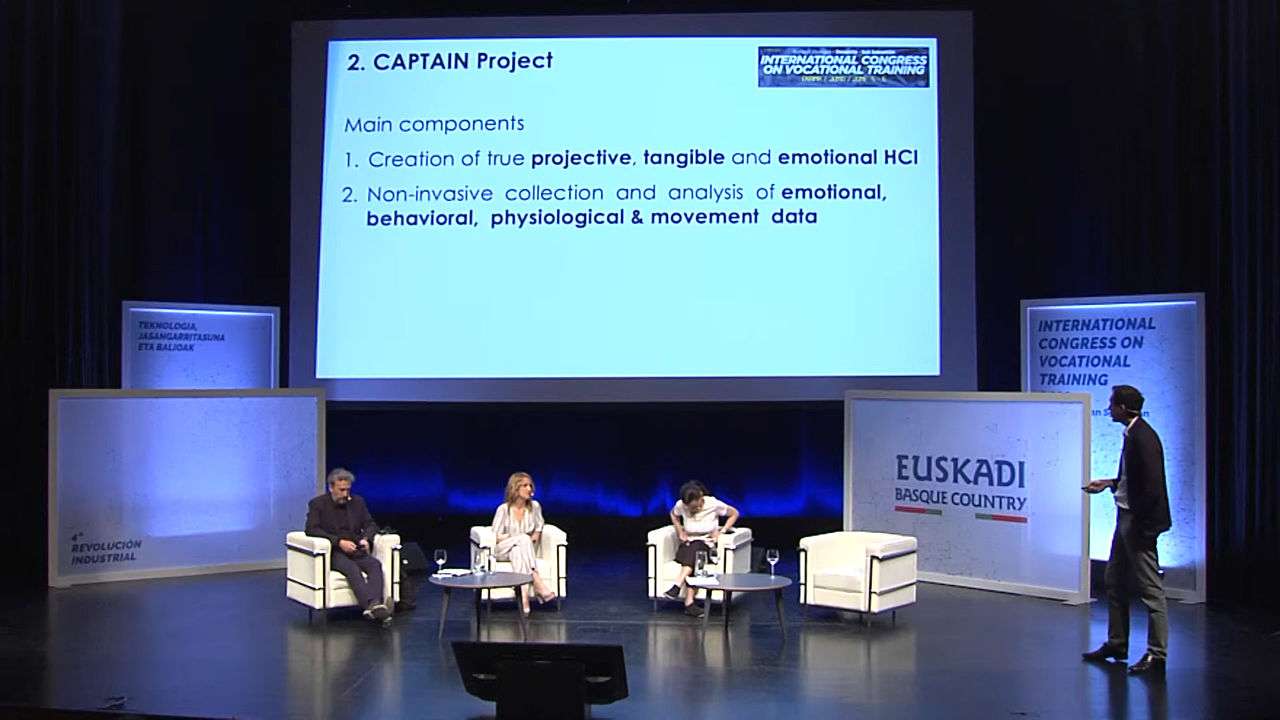 2. CAPTAIN Project
INTERNATIONAL CONGRESS
ON VOCATIONAL TRAINING
Main components
1. Creation of true projective, tangible and emotional HCI
2. Non-invasive collection and analysis of emotional,
behavioral, physiological & movement data
TEKNOLOGIA,
JASANGARRITASUNA
ETA BALIOAK
INTERNATIONAL
CONGRESS ON
VOCATIONAL
TRAINING
EUSKADI
BASQUE COUNTRY
4ª
REVOLUCIÓN
INDUSTRIAL